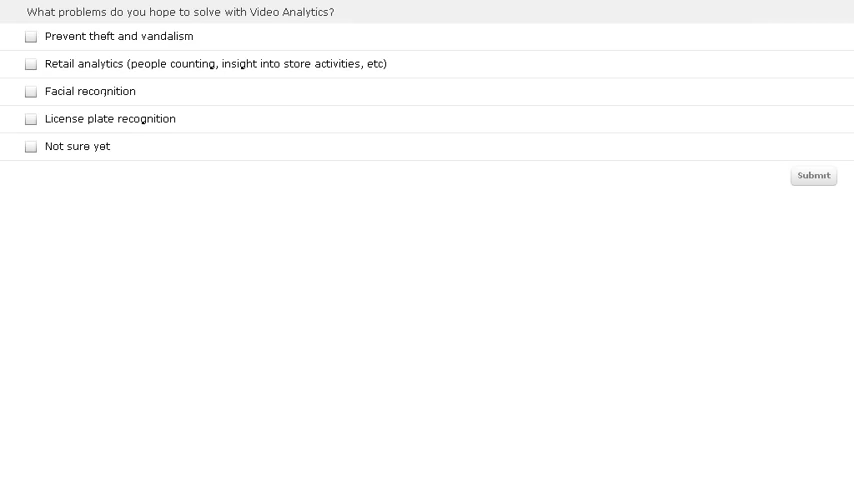 What problems do you hope to solve with Video Analytics?
Prevent theft and vandalism
Retail analytics (people counting, insight into store activities, etc)
Facial recognition
License plate recognition
Not sure yet
Submit